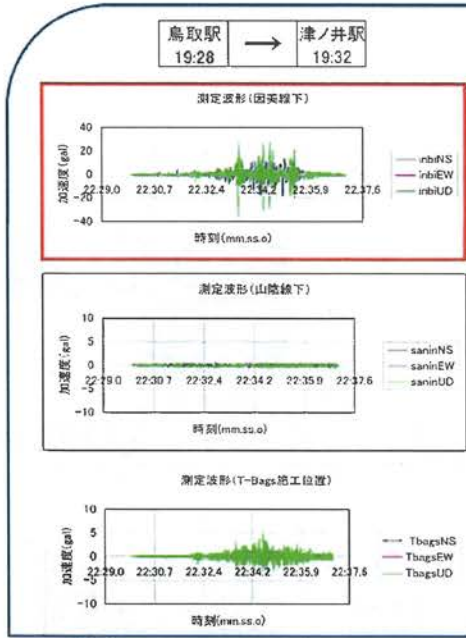 鳥取駅
19:28
→
津ノ井駅
19:32
測定波形(因美線下)
加速度(gal)
40
20
0
-20
-40
22:29.0 22:30.7 22:32.4 22:34.2 22:35.9 22:37.6
時刻(mm.ss.o)
inbiNS
inbiEW
inbiUD
測定波形(山陰線下)
加速度(gal)
10
5
0
-5
-10
22:29.0 22:30.7 22:32.4 22:34.2 22:35.9 22:37.6
時刻(mm.ss.o)
saninNS
saninEW
saninUD
測定波形(T-Bags施工位置)
加速度(gal)
10
5
0
-5
-10
22:29.0 22:30.7 22:32.4 22:34.2 22:35.9 22:37.6
時刻(mm.ss.o)
TbagsNS
TbagsEW
TbagsUD